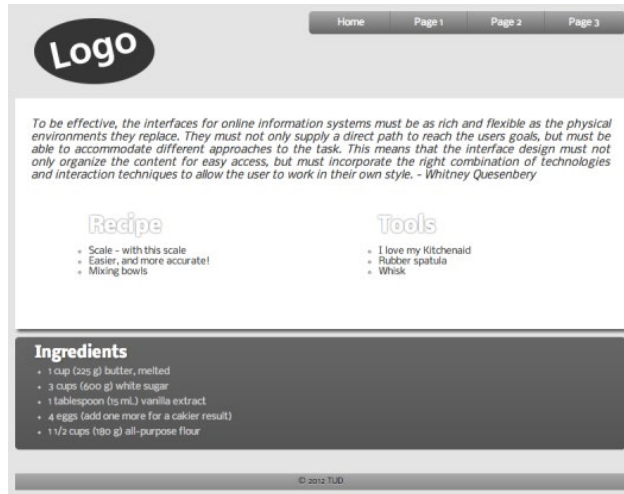 Logo
Home Page 1 Page 2 Page 3
To be effective, the interfaces for online information systems must be as rich and flexible as the physical
environments they replace. They must not only supply a direct path to reach the users goals, but must be
able to accommodate different approaches to the task. This means that the interface design must not
only organize the content for easy access, but must incorporate the right combination of technologies
and interaction techniques to allow the user to work in their own style. - Whitney Quesenbery
Recipe
Scale - with this scale
Easier, and more accurate!
Mixing bowls
Tools
I love my Kitchenaid
Rubber spatula
Whisk
Ingredients
1 cup (225 g) butter, melted
3 cups (600 g) white sugar
1 tablespoon (15 mL) vanilla extract
4 eggs (add one more for a cakier result)
1 1/2 cups (180 g) all-purpose flour
© 2012 TUD